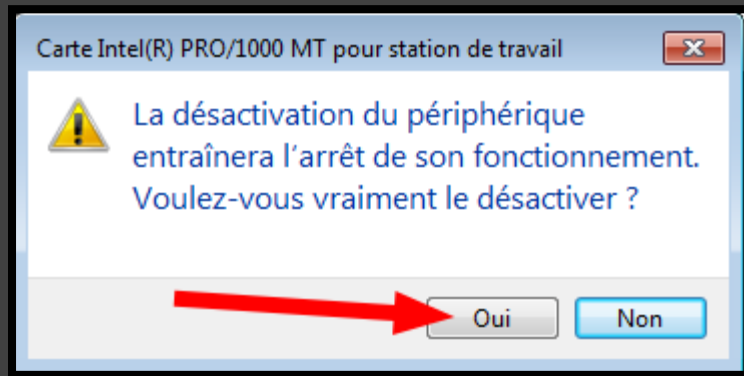 Carte Intel(R) PRO/1000 MT pour station de travail
La désactivation du périphérique
entraînera l'arrêt de son fonctionnement.
Voulez-vous vraiment le désactiver ?
Oui
Non